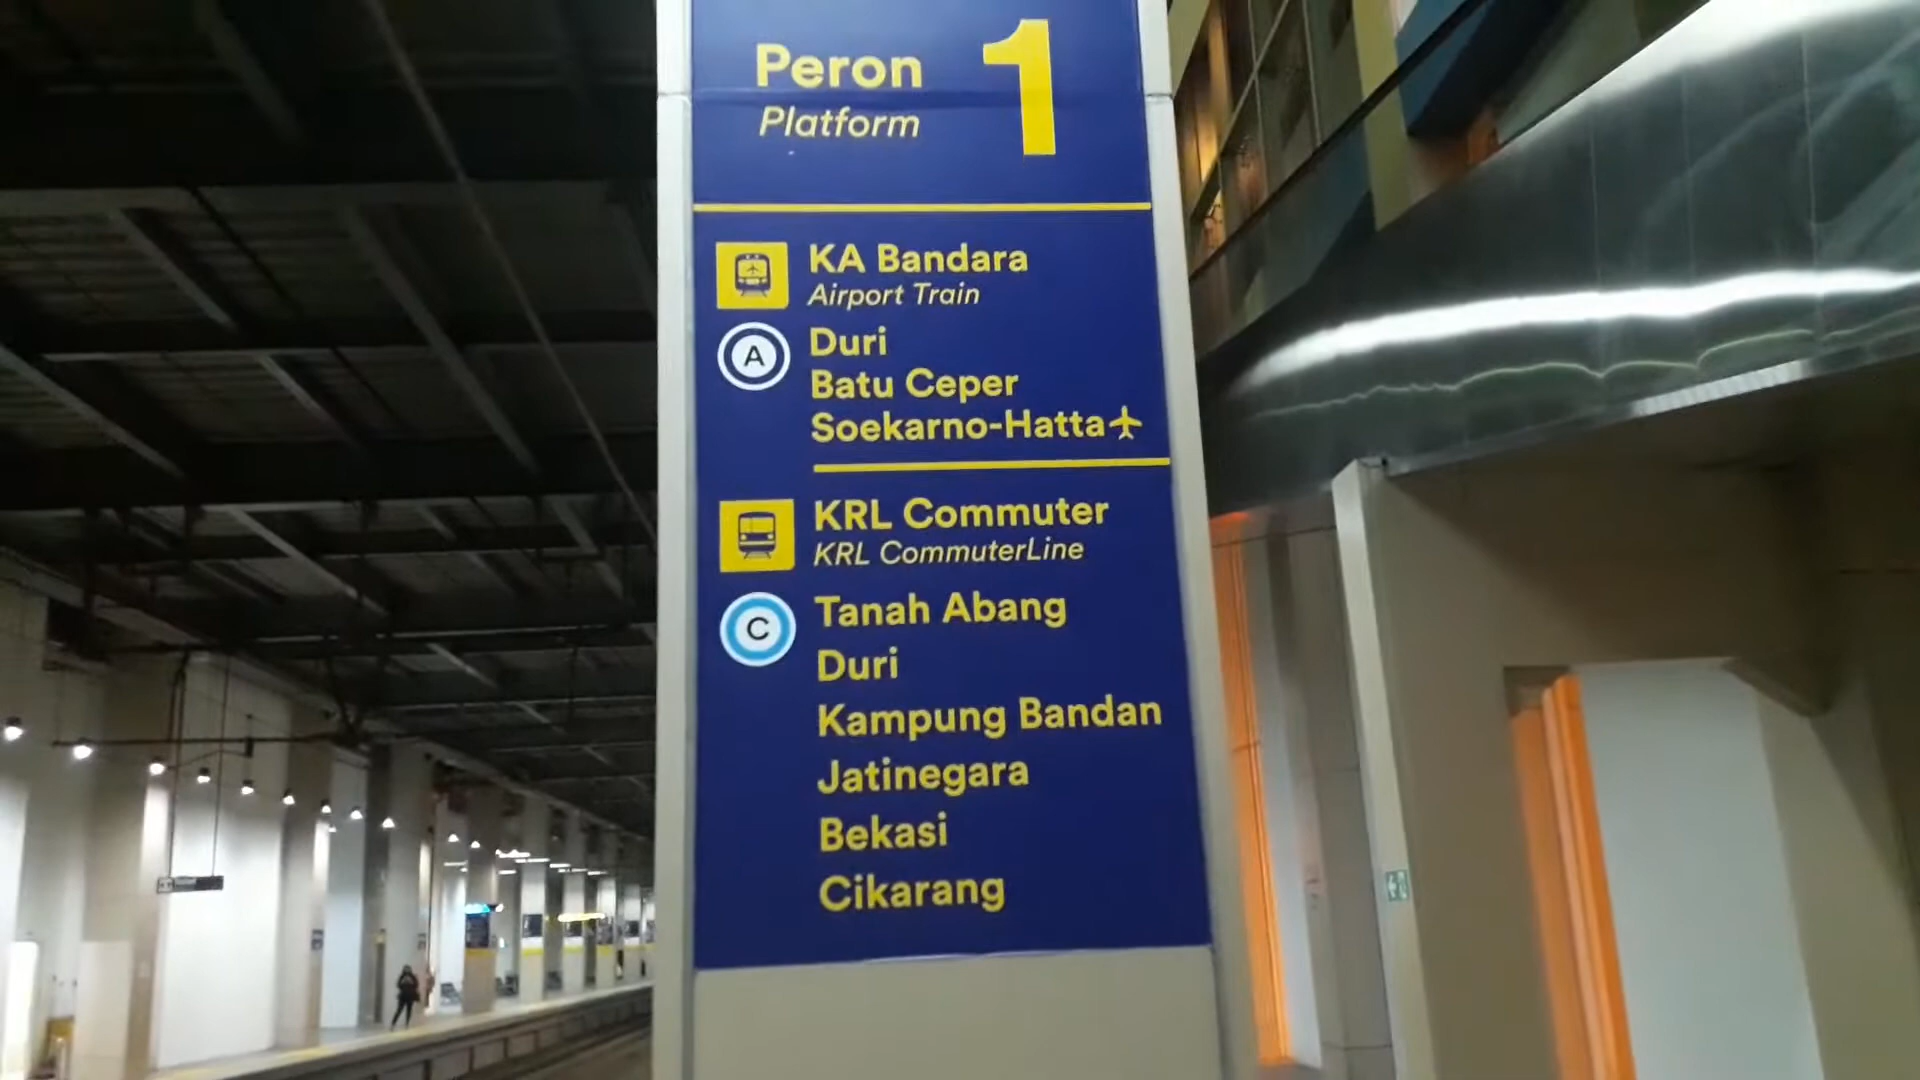 Peron 1
Platform
KA Bandara
Airport Train
A
Duri
Batu Ceper
Soekarno-Hatta
KRL Commuter
KRL CommuterLine
C
Tanah Abang
Duri
Kampung Bandan
Jatinegara
Bekasi
Cikarang